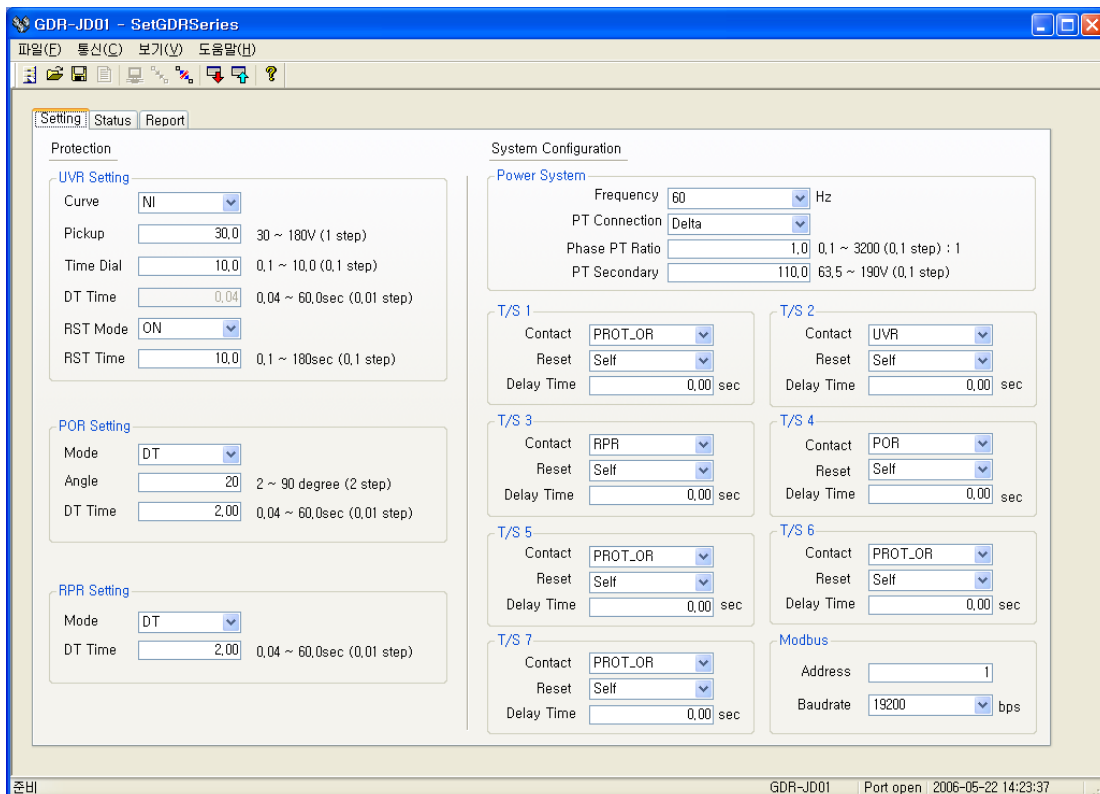 GDR-JD01 - SetGDRSeries
파일(F) 통신(C) 보기(V) 도움말(H)
Setting Status Report
Protection
UVR Setting
Curve NI
Pickup 30,0 30 ~ 180V (1 step)
Time Dial 10,0 0,1 ~ 10,0 (0,1 step)
DT Time 0,04 0,04 ~ 60,0sec (0,01 step)
RST Mode ON
RST Time 10,0 0,1 ~ 180sec (0,1 step)
POR Setting
Mode DT
Angle 20 2 ~ 90 degree (2 step)
DT Time 2,00 0,04 ~ 60,0sec (0,01 step)
RPR Setting
Mode DT
DT Time 2,00 0,04 ~ 60,0sec (0,01 step)
System Configuration
Power System
Frequency 60 Hz
PT Connection Delta
Phase PT Ratio 1,0 0,1 ~ 3200 (0,1 step) : 1
PT Secondary 110,0 63,5 ~ 190V (0,1 step)
T/S 1
Contact PROT_OR
Reset Self
Delay Time 0,00 sec
T/S 2
Contact UVR
Reset Self
Delay Time 0,00 sec
T/S 3
Contact RPR
Reset Self
Delay Time 0,00 sec
T/S 4
Contact POR
Reset Self
Delay Time 0,00 sec
T/S 5
Contact PROT_OR
Reset Self
Delay Time 0,00 sec
T/S 6
Contact PROT_OR
Reset Self
Delay Time 0,00 sec
T/S 7
Contact PROT_OR
Reset Self
Delay Time 0,00 sec
Modbus
Address 1
Baudrate 19200 bps
준비 GDR-JD01 Port open 2006-05-22 14:23:37